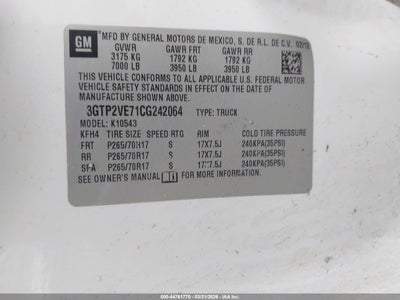 GM
MFD BY GENERAL MOTORS DE MEXICO, S. DE R.L. DE C.V. 02/12
GVWR GAWR FRT GAWR RR
3175 KG 1792 KG 1792 KG
7000 LB 3950 LB 3950 LB
THIS VEHICLE CONFORMS TO ALL APPLICABLE U.S. FEDERAL MOTOR
VEHICLE SAFETY STANDARDS IN EFFECT ON THE DATE OF
MANUFACTURE SHOWN ABOVE.
3GTP2VE71CG242064 TYPE: TRUCK
MODEL: K10543
KFH4 TIRE SIZE SPEED RTG RIM COLD TIRE PRESSURE
FRT P265/70R17 S 17X7.5J 240KPA(35PSI)
RR P265/70R17 S 17X7.5J 240KPA(35PSI)
SPA P265/70R17 S 17X7.5J 240KPA(35PSI)
SEE OWNER'S MANUAL FOR MORE INFORMATION.
800-44781770 - 03/31/2026 - IAA Inc.